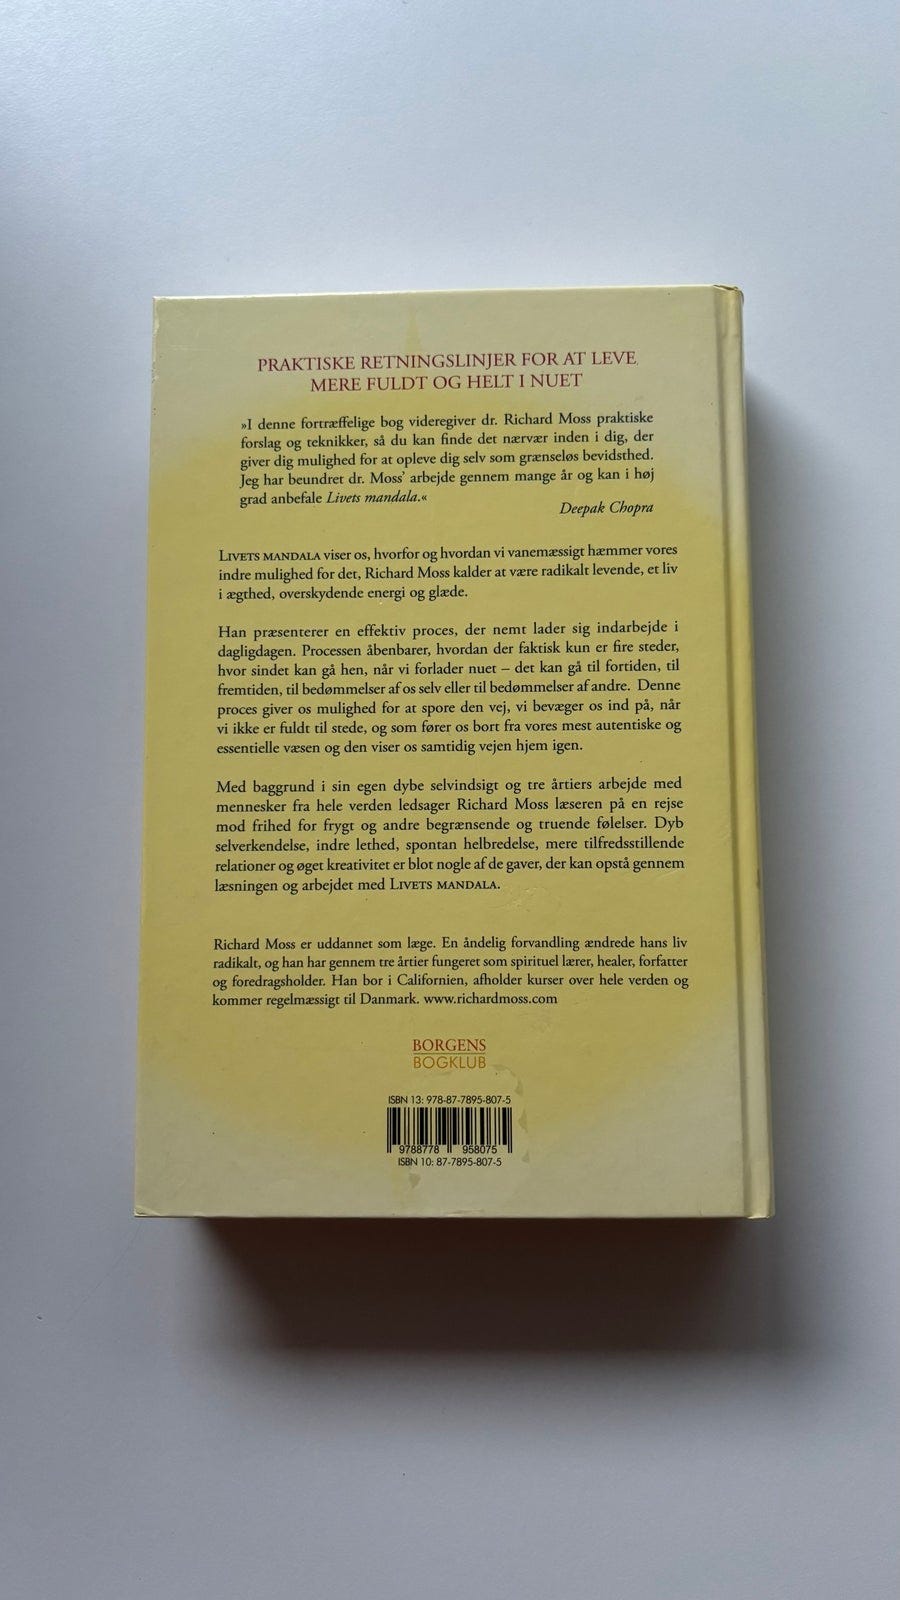 PRAKTISKE RETNINGSLINJER FOR AT LEVE
MERE FULDT OG HELT I NUET
»I denne fortræffelige bog videregiver dr. Richard Moss praktiske
forslag og teknikker, så du kan finde det nærvær inden i dig, der
giver dig mulighed for at opleve dig selv som grænseløs bevidsthed.
Jeg har beundret dr. Moss' arbejde gennem mange år og kan i høj
grad anbefale Livets mandala.«
Deepak Chopra
LIVETS MANDALA viser os, hvorfor og hvordan vi vanemæssigt hæmmer vores
indre mulighed for det, Richard Moss kalder at være radikalt levende, et liv
i ægthed, overskydende energi og glæde.
Han præsenterer en effektiv proces, der nemt lader sig indarbejde i
dagligdagen. Processen åbenbarer, hvordan der faktisk kun er fire steder,
hvor sindet kan gå hen, når vi forlader nuet – det kan gå til fortiden, til
fremtiden, til bedømmelser af os selv eller til bedømmelser af andre. Denne
proces giver os mulighed for at spore den vej, vi bevæger os ind på, når
vi ikke er fuldt til stede, og som fører os bort fra vores mest autentiske og
essentielle væsen og den viser os samtidig vejen hjem igen.
Med baggrund i sin egen dybe selvindsigt og tre årtiers arbejde med
mennesker fra hele verden ledsager Richard Moss læseren på en rejse
mod frihed for frygt og andre begrænsende og truende følelser. Dyb
selverkendelse, indre lethed, spontan helbredelse, mere tilfredsstillende
relationer og øget kreativitet er blot nogle af de gaver, der kan opstå gennem
læsningen og arbejdet med LIVETS MANDALA.
Richard Moss er uddannet som læge. En åndelig forvandling ændrede hans liv
radikalt, og han har gennem tre årtier fungeret som spirituel lærer, healer, forfatter
og foredragsholder. Han bor i Californien, afholder kurser over hele verden og
kommer regelmæssigt til Danmark. www.richardmoss.com
BORGENS
BOGKLUB
ISBN 13: 978-87-7895-807-5
9788778 958075
ISBN 10: 87-7895-807-5